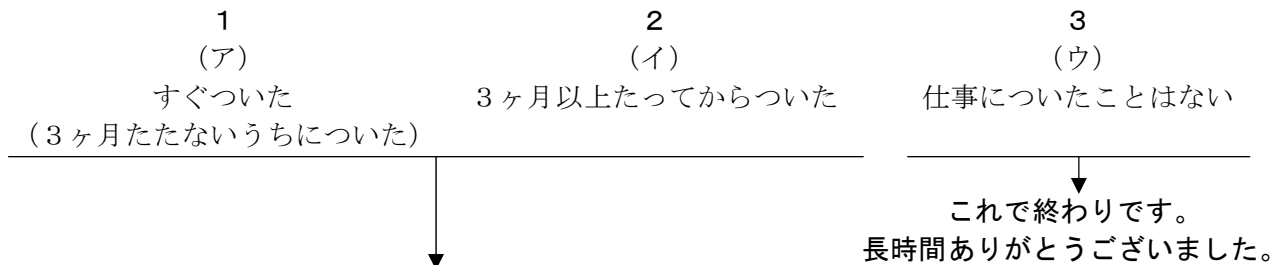 1 2 3
(ア) (イ) (ウ)
すぐついた 3ヶ月以上たってからついた 仕事についたことはない
(3ヶ月たたないうちについた)
これで終わりです。
長時間ありがとうございました。